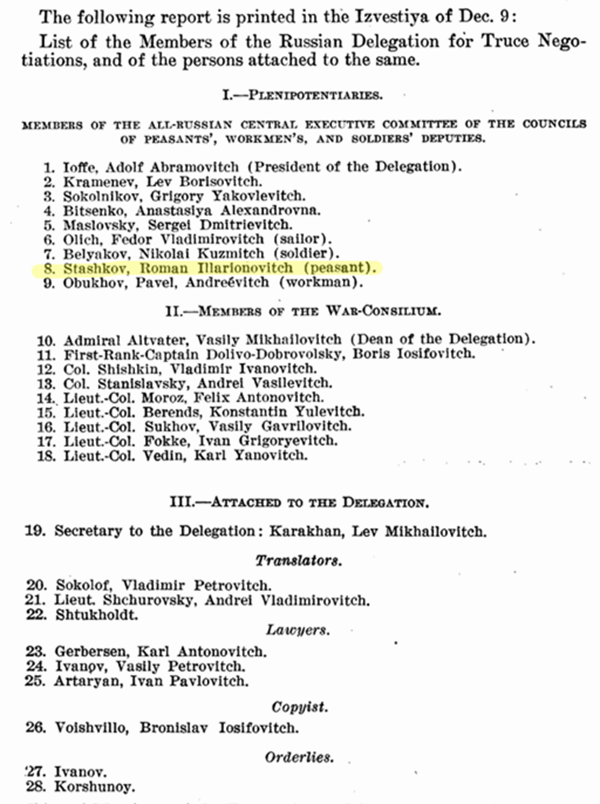 The following report is printed in the Izvestiya of Dec. 9:
List of the Members of the Russian Delegation for Truce Nego-
tiations, and of the persons attached to the same.
I.—PLENIPOTENTIARIES.
MEMBERS OF THE ALL-RUSSIAN CENTRAL EXECUTIVE COMMITTEE OF THE COUNCILS
OF PEASANTS', WORKMEN'S, AND SOLDIERS' DEPUTIES.
1. Ioffe, Adolf Abramovitch (President of the Delegation).
2. Kramenev, Lev Borisovitch.
3. Sokolnikov, Grigory Yakovlevitch.
4. Bitsenko, Anastasiya Alexandrovna.
5. Maslovsky, Sergei Dmitrievitch.
6. Olich, Fedor Vladimirovitch (sailor).
7. Belyakov, Nikolai Kuzmitch (soldier).
8. Stashkov, Roman Illarionovitch (peasant).
9. Obukhov, Pavel, Andreévitch (workman).
II.—MEMBERS OF THE WAR-CONSILIUM.
10. Admiral Altvater, Vasily Mikhailovitch (Dean of the Delegation).
11. First-Rank-Captain Dolivo-Dobrovolsky, Boris Iosifovitch.
12. Col. Shishkin, Vladimir Ivanovitch.
13. Col. Stanislavsky, Andrei Vasilevitch.
14. Lieut.-Col. Moroz, Felix Antonovitch.
15. Lieut.-Col. Berends, Konstantin Yulevitch.
16. Lieut.-Col. Sukhov, Vasily Gavrilovitch.
17. Lieut.-Col. Fokke, Ivan Grigoryevitch.
18. Lieut.-Col. Vedin, Karl Yanovitch.
III.—ATTACHED TO THE DELEGATION.
19. Secretary to the Delegation: Karakhan, Lev Mikhailovitch.
Translators.
20. Sokolof, Vladimir Petrovitch.
21. Lieut. Shchurovsky, Andrei Vladimirovitch.
22. Shtukholdt.
Lawyers.
23. Gerbersen, Karl Antonovitch.
24. Ivanov, Vasily Petrovitch.
25. Artaryan, Ivan Pavlovitch.
Copyist.
26. Voishvillo, Bronislav Iosifovitch.
Orderlies.
27. Ivanov.
28. Korshunoy.